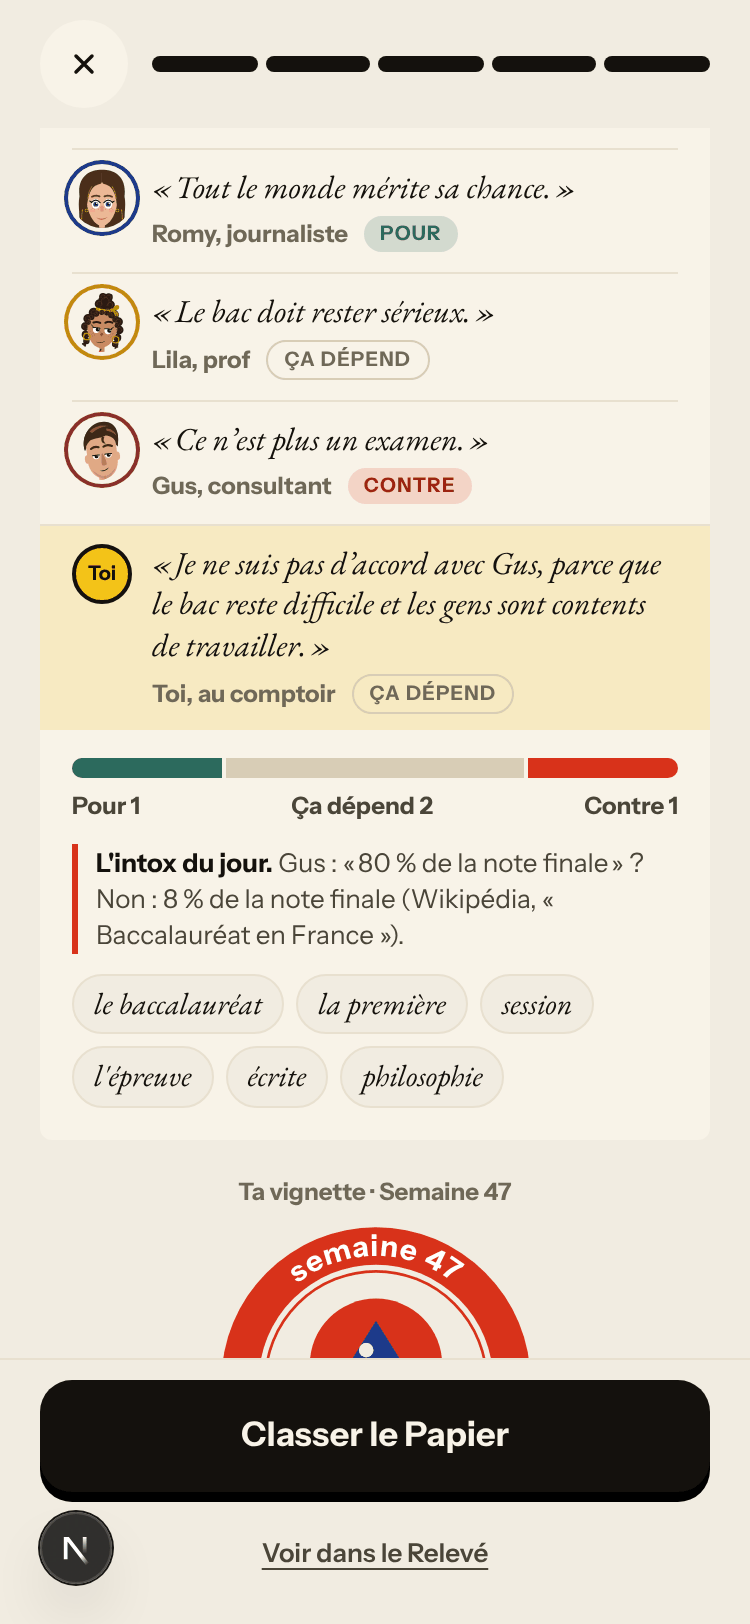 « Tout le monde mérite sa chance. »
Romy, journaliste POUR
« Le bac doit rester sérieux. »
Lila, prof ÇA DÉPEND
« Ce n’est plus un examen. »
Gus, consultant CONTRE
Toi
« Je ne suis pas d’accord avec Gus, parce que
le bac reste difficile et les gens sont contents
de travailler. »
Toi, au comptoir ÇA DÉPEND
Pour 1 Ça dépend 2 Contre 1
L'intox du jour. Gus : « 80 % de la note finale » ?
Non : 8 % de la note finale (Wikipédia, «
Baccalauréat en France »).
le baccalauréat la première session
l'épreuve écrite philosophie
Ta vignette · Semaine 47
semaine 47
Classer le Papier
N
Voir dans le Relevé